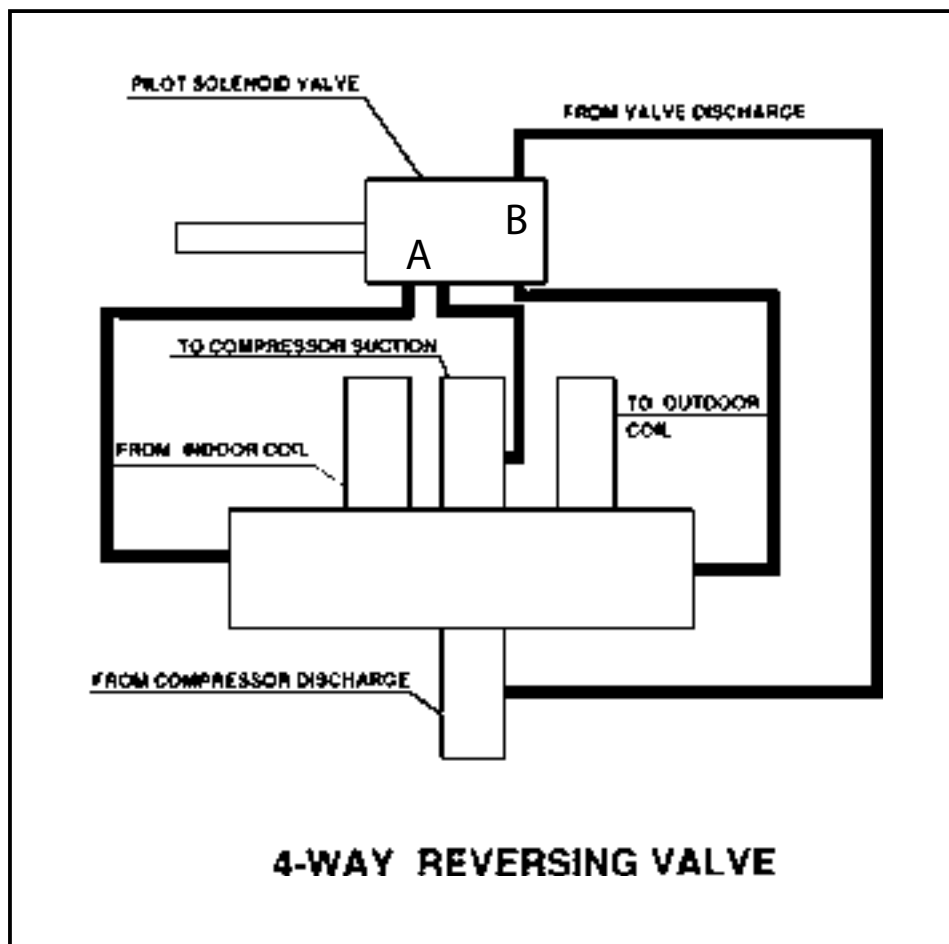 PILOT SOLENOID VALVE
FROM VALVE DISCHARGE
B
A
TO COMPRESSOR SUCTION
TO OUTDOOR
COIL
FROM INDOOR COIL
FROM COMPRESSOR DISCHARGE
4-WAY REVERSING VALVE